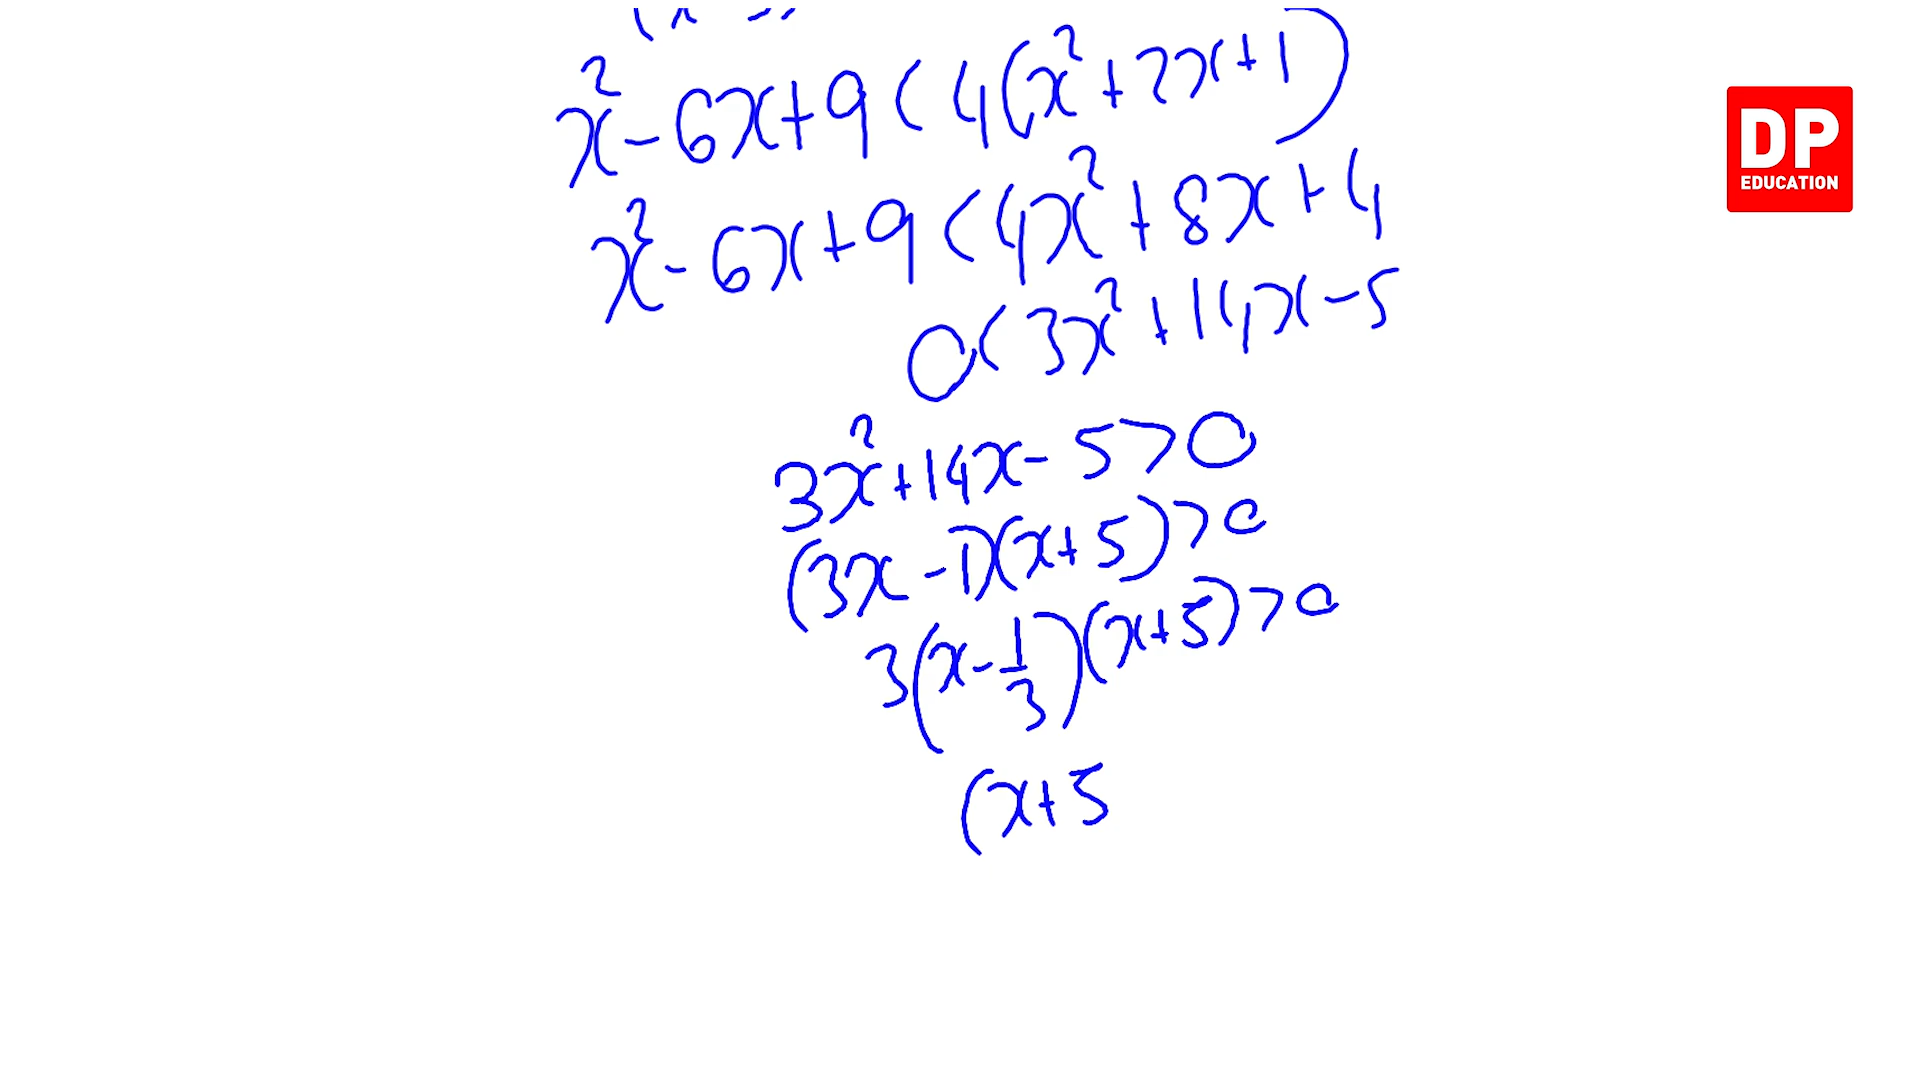 x² - 6x + 9 < 4(x² + 2x + 1)
x² - 6x + 9 < 4x² + 8x + 4
0 < 3x² + 14x - 5
3x² + 14x - 5 > 0
(3x - 1)(x + 5) > 0
3(x - 1/3)(x + 5) > 0
(x + 5
DP
EDUCATION